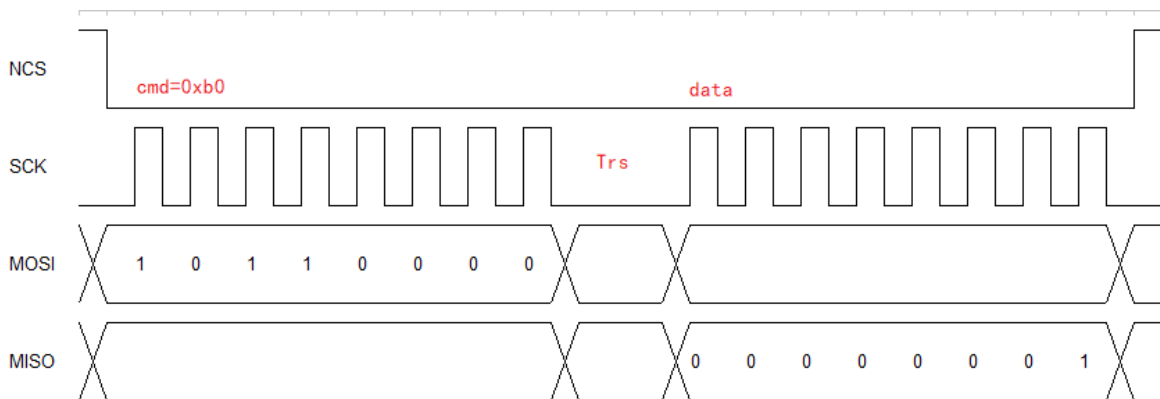 NCS
cmd=0xb0
data
SCK
Trs
MOSI
1 0 1 1 0 0 0 0
MISO
0 0 0 0 0 0 0 1